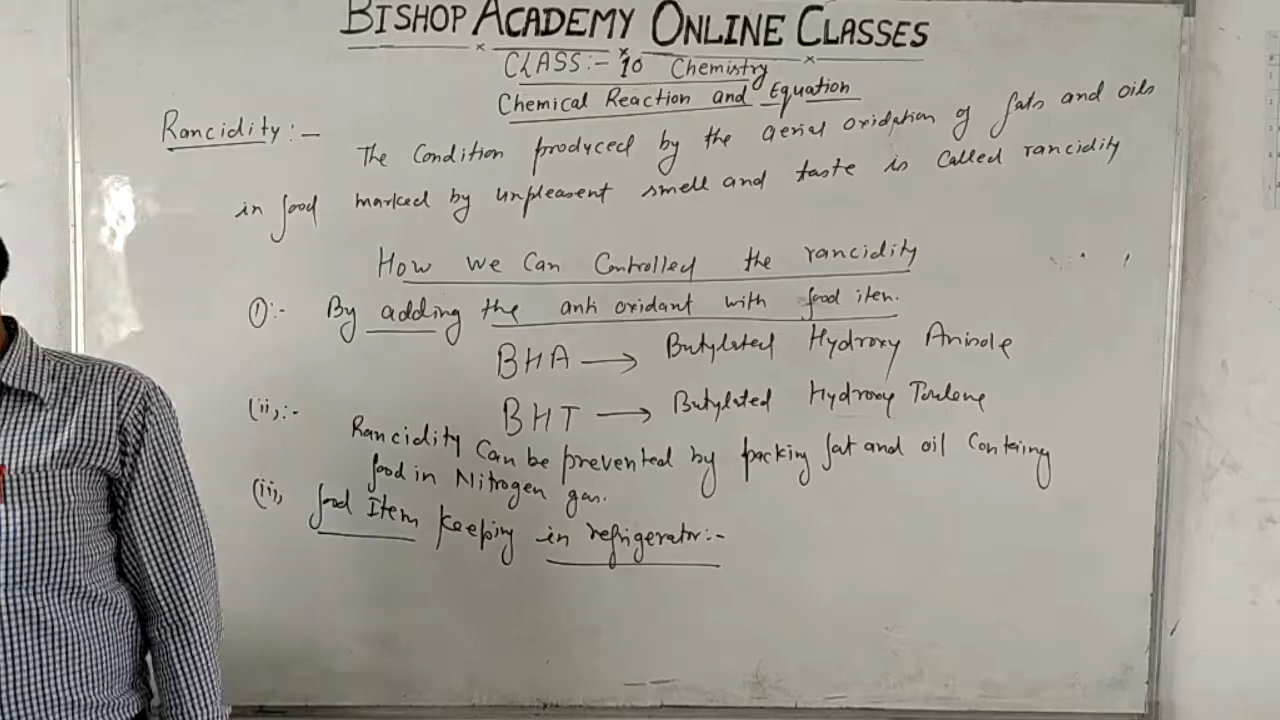 BISHOP ACADEMY ONLINE CLASSES
CLASS:- 10 Chemistry
Chemical Reaction and Equation
Rancidity:-
The Condition produced by the aerial oxidation of fats and oils
in food marked by unpleasent smell and taste is Called rancidity
How we Can Controlled the rancidity
(i):- By adding the anti oxidant with food item.
BHA → Butylated Hydroxy Anisole
BHT → Butylated Hydroxy Toulene
(ii):- Rancidity Can be prevented by packing fat and oil Containg
food in Nitrogen gas.
(iii) food Item keeping in refrigerator:-